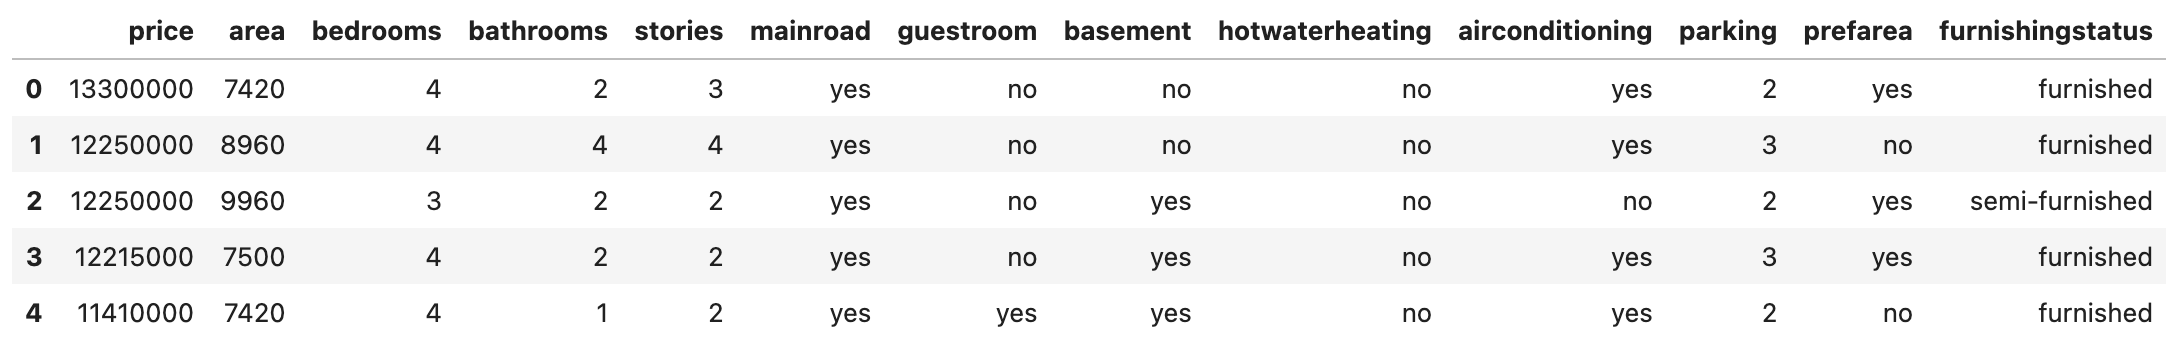 price area bedrooms bathrooms stories mainroad guestroom basement hotwaterheating airconditioning parking prefarea furnishingstatus
0 13300000 7420 4 2 3 yes no no no yes 2 yes furnished
1 12250000 8960 4 4 4 yes no no no yes 3 no furnished
2 12250000 9960 3 2 2 yes no yes no no 2 yes semi-furnished
3 12215000 7500 4 2 2 yes no yes no yes 3 yes furnished
4 11410000 7420 4 1 2 yes yes yes no yes 2 no furnished